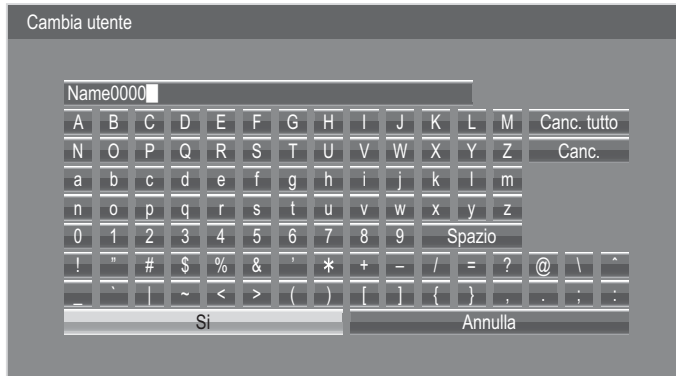 Cambia utente
Name0000
A B C D E F G H I J K L M Canc. tutto
N O P Q R S T U V W X Y Z Canc.
a b c d e f g h i j k l m
n o p q r s t u v w x y z
0 1 2 3 4 5 6 7 8 9 Spazio
! " # $ % & ' * + – / = ? @ \ ^
_ ` | ~ < > ( ) [ ] { } , . ; :
Si Annulla